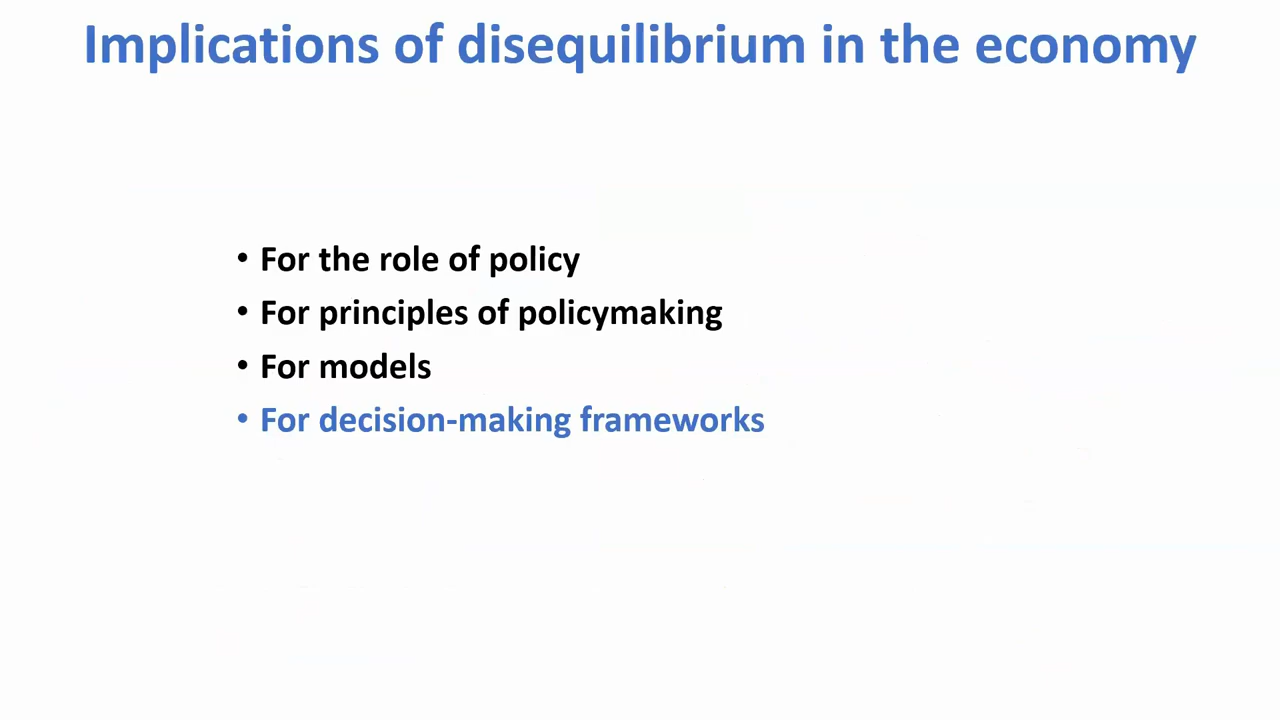 Implications of disequilibrium in the economy
• For the role of policy
• For principles of policymaking
• For models
• For decision-making frameworks